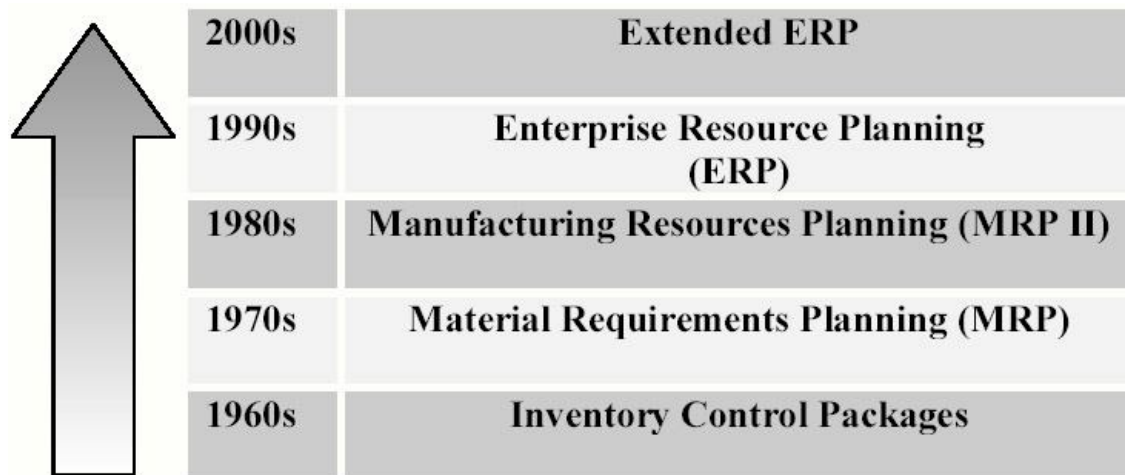 2000s Extended ERP
1990s Enterprise Resource Planning
(ERP)
1980s Manufacturing Resources Planning (MRP II)
1970s Material Requirements Planning (MRP)
1960s Inventory Control Packages